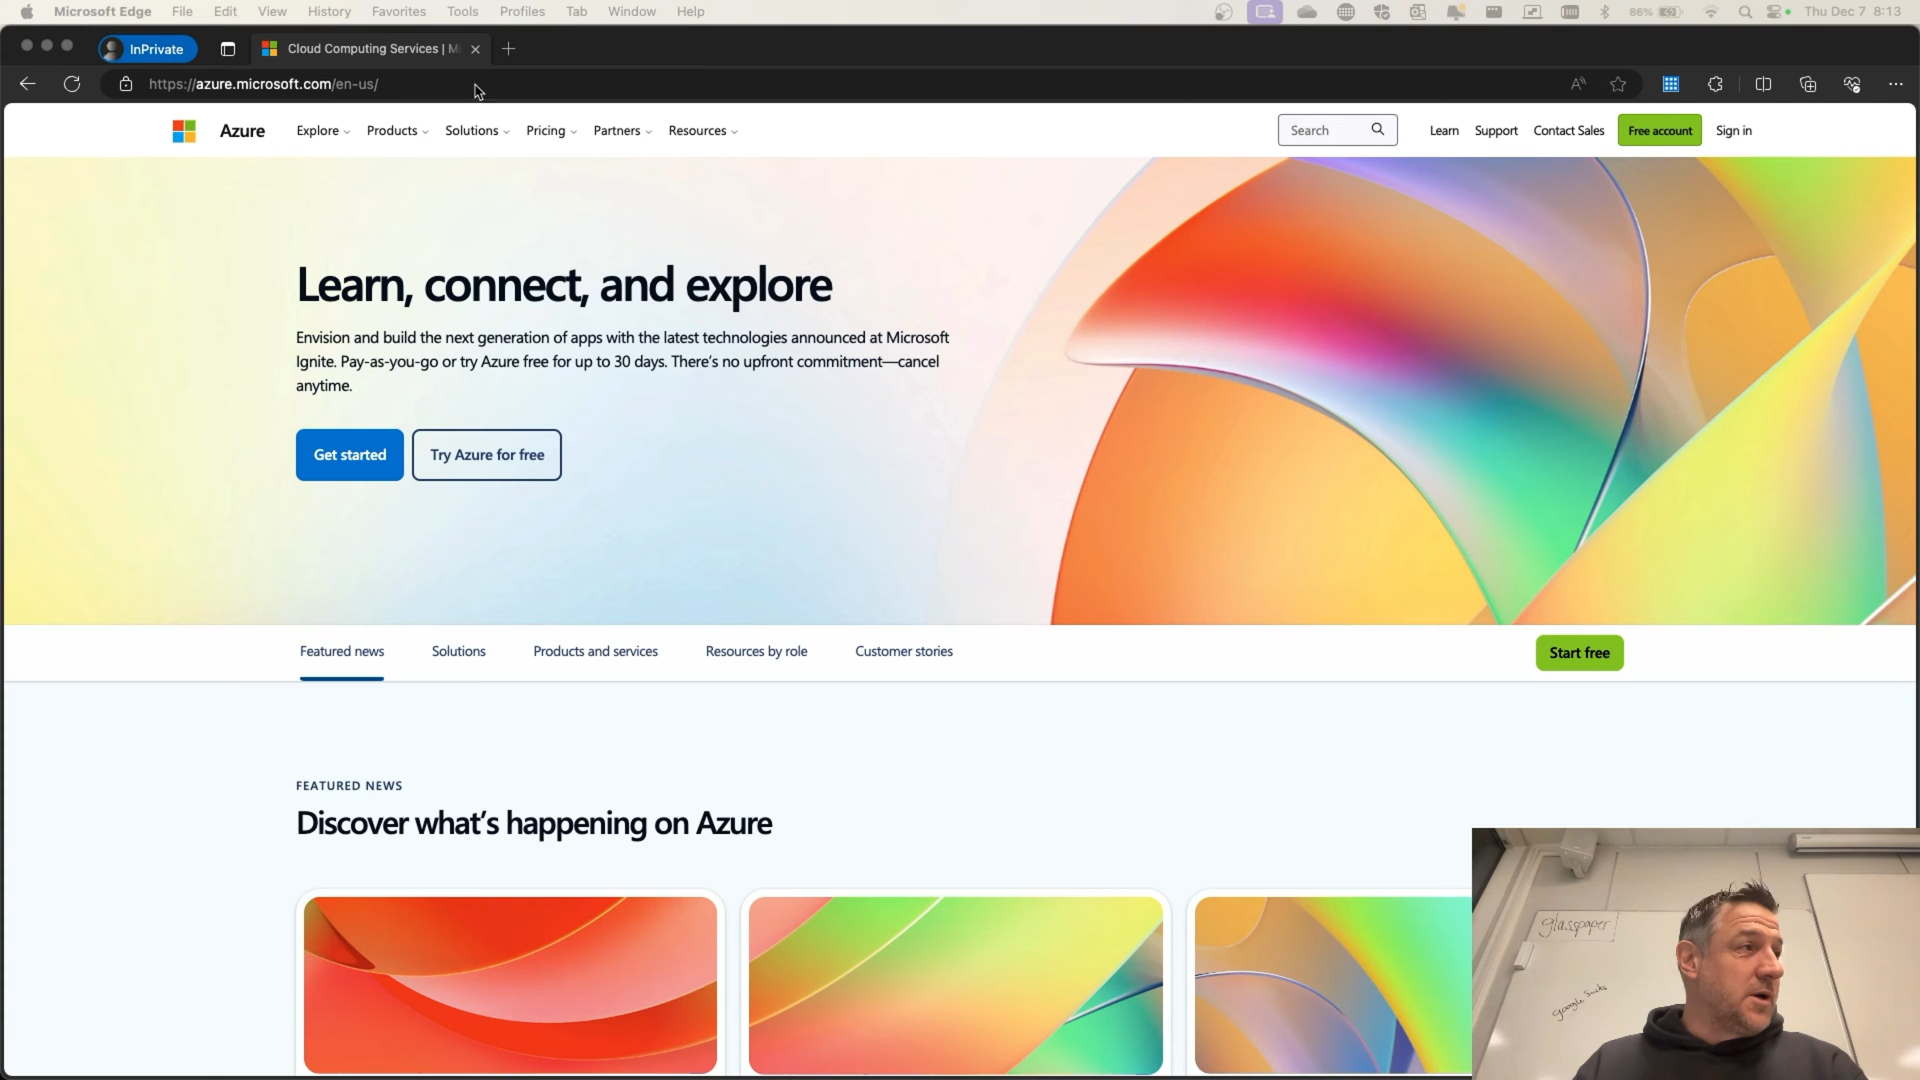 Microsoft Edge File Edit View History Favorites Tools Profiles Tab Window Help 86% Thu Dec 7 8:13
InPrivate Cloud Computing Services | M
https://azure.microsoft.com/en-us/
Azure Explore Products Solutions Pricing Partners Resources Search Learn Support Contact Sales Free account Sign in
Learn, connect, and explore
Envision and build the next generation of apps with the latest technologies announced at Microsoft
Ignite. Pay-as-you-go or try Azure free for up to 30 days. There's no upfront commitment—cancel
anytime.
Get started Try Azure for free
Featured news Solutions Products and services Resources by role Customer stories Start free
FEATURED NEWS
Discover what's happening on Azure
glasspaper
Google Sucks